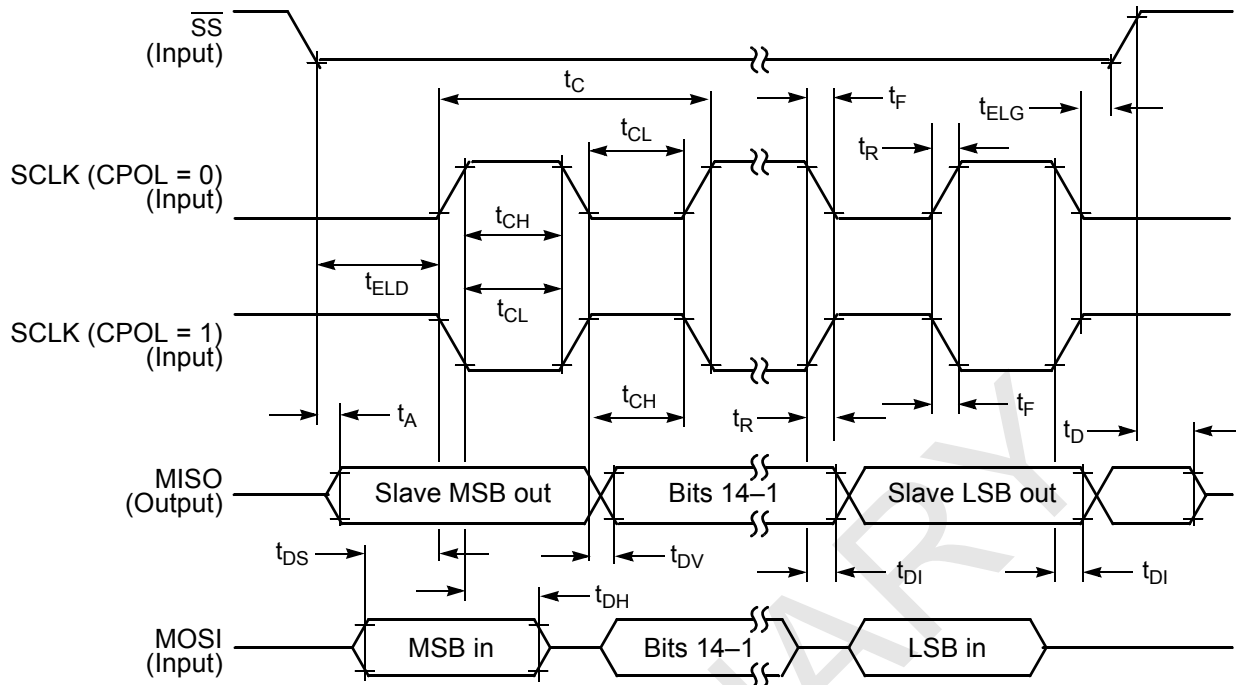 SS
(Input)
tC
tF
tELG
tCL
tR
SCLK (CPOL = 0)
(Input)
tCH
tELD
tCL
SCLK (CPOL = 1)
(Input)
tA
tCH
tR
tF
tD
MISO
(Output)
Slave MSB out
Bits 14–1
Slave LSB out
tDS
tDV
tDI
tDI
tDH
MOSI
(Input)
MSB in
Bits 14–1
LSB in